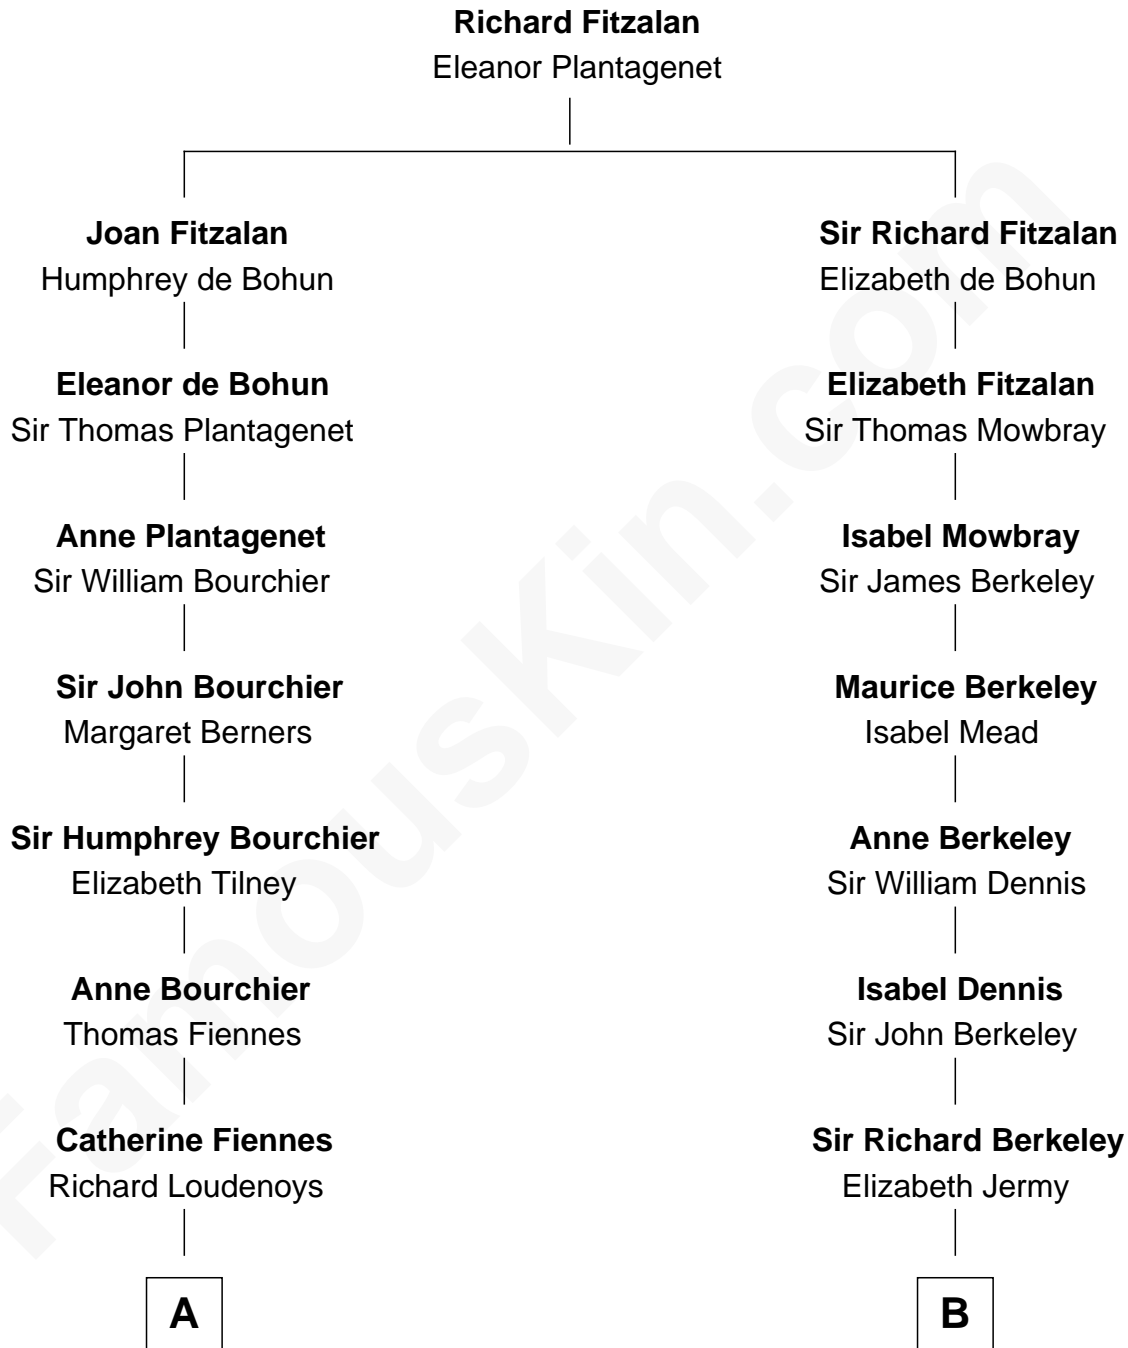 Richard Fitzalan
Eleanor Plantagenet
Joan Fitzalan
Humphrey de Bohun
Sir Richard Fitzalan
Elizabeth de Bohun
Eleanor de Bohun
Sir Thomas Plantagenet
Elizabeth Fitzalan
Sir Thomas Mowbray
Anne Plantagenet
Sir William Bourchier
Isabel Mowbray
Sir James Berkeley
Sir John Bourchier
Margaret Berners
Maurice Berkeley
Isabel Mead
Sir Humphrey Bourchier
Elizabeth Tilney
Anne Berkeley
Sir William Dennis
Anne Bourchier
Thomas Fiennes
Isabel Dennis
Sir John Berkeley
Catherine Fiennes
Richard Loudenoys
Sir Richard Berkeley
Elizabeth Jermy
A
B
FamousKin.com